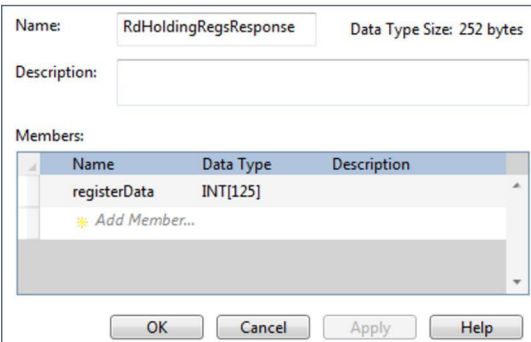 Name: RdHoldingRegsResponse Data Type Size: 252 bytes
Description:
Members:
Name Data Type Description
registerData INT[125]
Add Member...
OK Cancel Apply Help